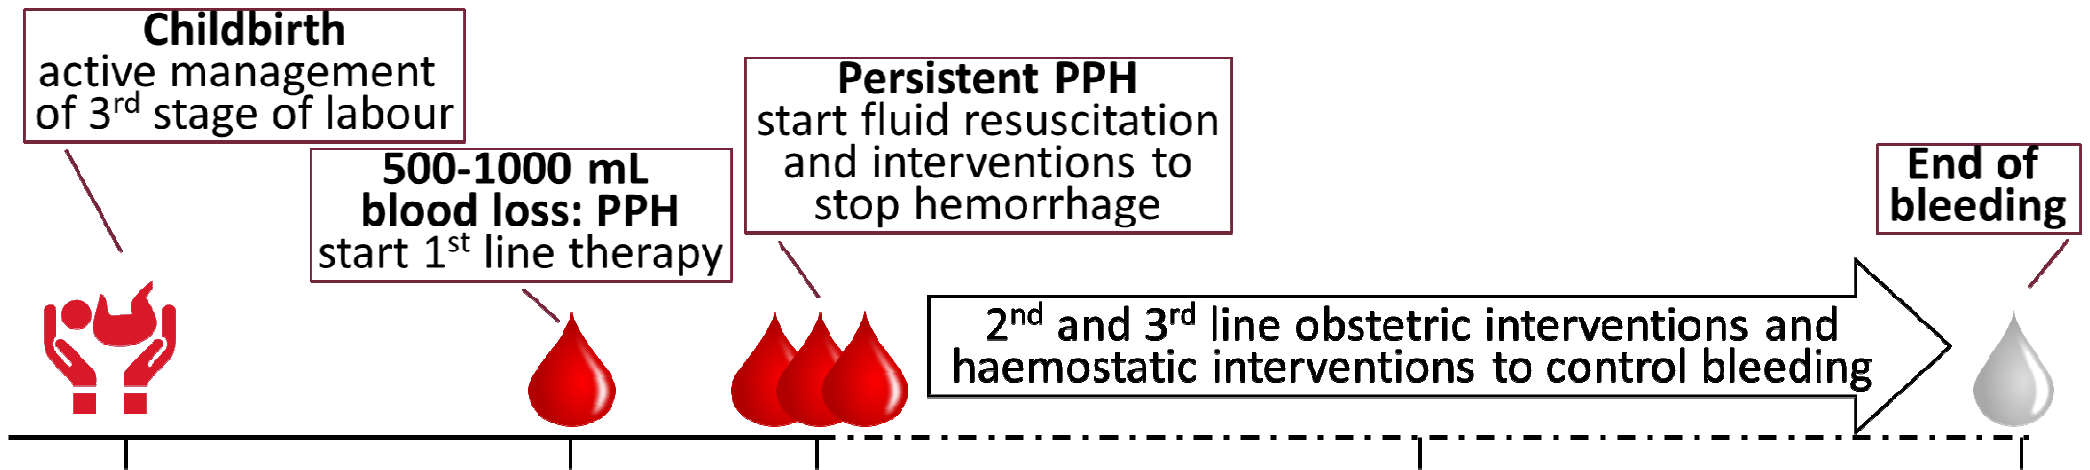 Childbirth
active management
of 3rd stage of labour
500-1000 mL
blood loss: PPH
start 1st line therapy
Persistent PPH
start fluid resuscitation
and interventions to
stop hemorrhage
2nd and 3rd line obstetric interventions and
haemostatic interventions to control bleeding
End of
bleeding